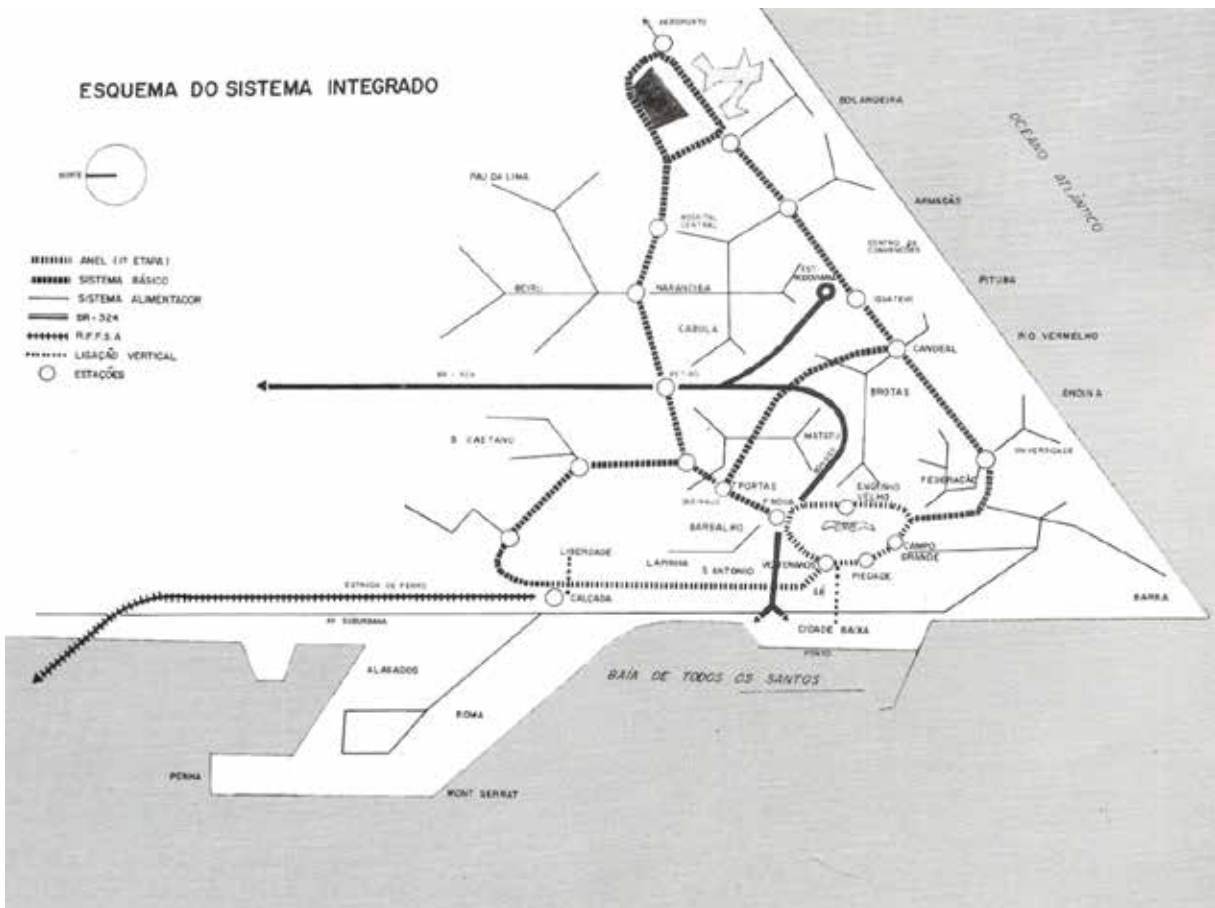 AEROPORTO
ESQUEMA DO SISTEMA INTEGRADO
NORTE
BOLANDEIRA
OCEANO ATLÂNTICO
PAU DA LIMA
ARMAÇÃO
HOSPITAL
CENTRAL
CENTRO DE
CONVENÇÕES
ANEL (1ª ETAPA)
SISTEMA BÁSICO
SISTEMA ALIMENTADOR
BR-324
R.F.F.S.A
LIGAÇÃO VERTICAL
ESTAÇÕES
EST.
RODOVIÁRIA
PITUBA
BEIRU
NARANDIBA
IGUATEMI
CABULA
RIO VERMELHO
CANDEAL
BR-324
RETIRO
BROTAS
ONDINA
S CAETANO
MATATU
UNIVERSIDADE
FEDERAÇÃO
7 PORTAS
ENGENHO
VELHO
F. NOVA
BARBALHO
CAMPO
GRANDE
LIBERDADE
LAPINHA
S ANTONIO
PIEDADE
SÉ
ESTRADA DE FERRO
CALÇADA
BARRA
AV SUBURBANA
CIDADE BAIXA
PORTO
ALAGADOS
BAÍA DE TODOS OS SANTOS
ROMA
PENHA
MONT SERRAT